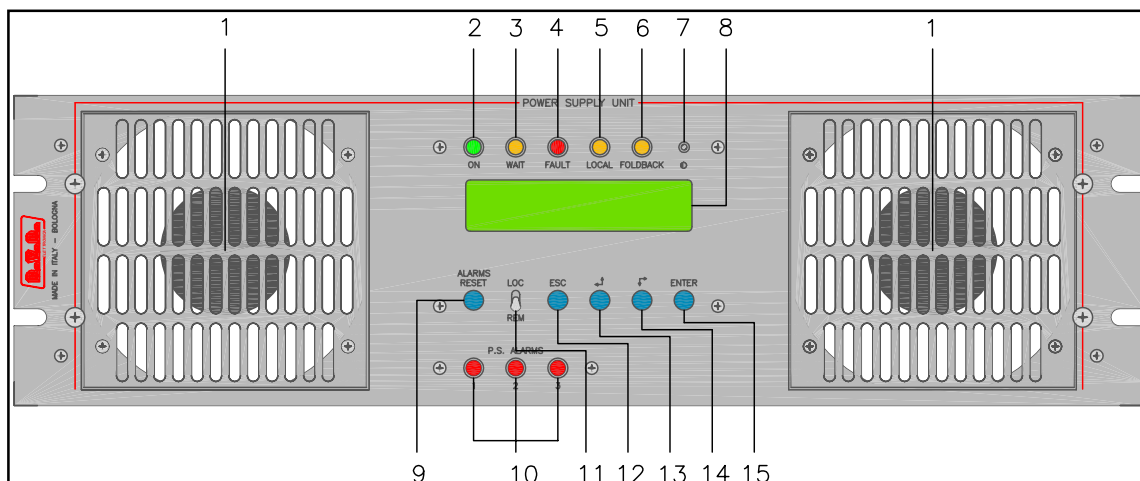 1 2 3 4 5 6 7 8 1
POWER SUPPLY UNIT
ON WAIT FAULT LOCAL FOLDBACK
MADE IN ITALY - BOLOGNA
ALARMS RESET LOC ESC ENTER
REM
P.S. ALARMS
2 3
9 10 11 12 13 14 15